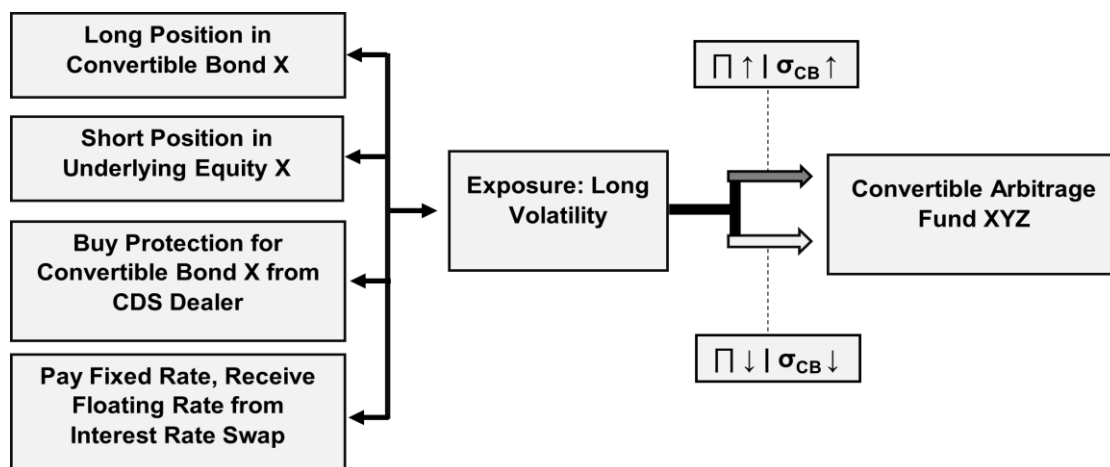 Long Position in
Convertible Bond X
Short Position in
Underlying Equity X
Buy Protection for
Convertible Bond X from
CDS Dealer
Pay Fixed Rate, Receive
Floating Rate from
Interest Rate Swap
Exposure: Long
Volatility
∏ ↑ | σCB ↑
∏ ↓ | σCB ↓
Convertible Arbitrage
Fund XYZ